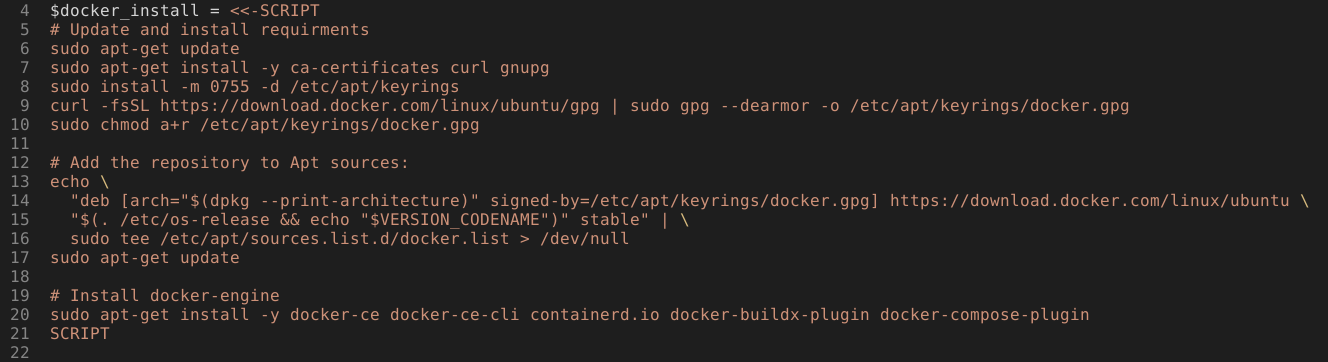 4 $docker_install = <<-SCRIPT
5 # Update and install requirments
6 sudo apt-get update
7 sudo apt-get install -y ca-certificates curl gnupg
8 sudo install -m 0755 -d /etc/apt/keyrings
9 curl -fsSL https://download.docker.com/linux/ubuntu/gpg | sudo gpg --dearmor -o /etc/apt/keyrings/docker.gpg
10 sudo chmod a+r /etc/apt/keyrings/docker.gpg
11
12 # Add the repository to Apt sources:
13 echo \
14   "deb [arch="$(dpkg --print-architecture)" signed-by=/etc/apt/keyrings/docker.gpg] https://download.docker.com/linux/ubuntu \
15   "$(. /etc/os-release && echo "$VERSION_CODENAME")" stable" | \
16   sudo tee /etc/apt/sources.list.d/docker.list > /dev/null
17 sudo apt-get update
18
19 # Install docker-engine
20 sudo apt-get install -y docker-ce docker-ce-cli containerd.io docker-buildx-plugin docker-compose-plugin
21 SCRIPT
22